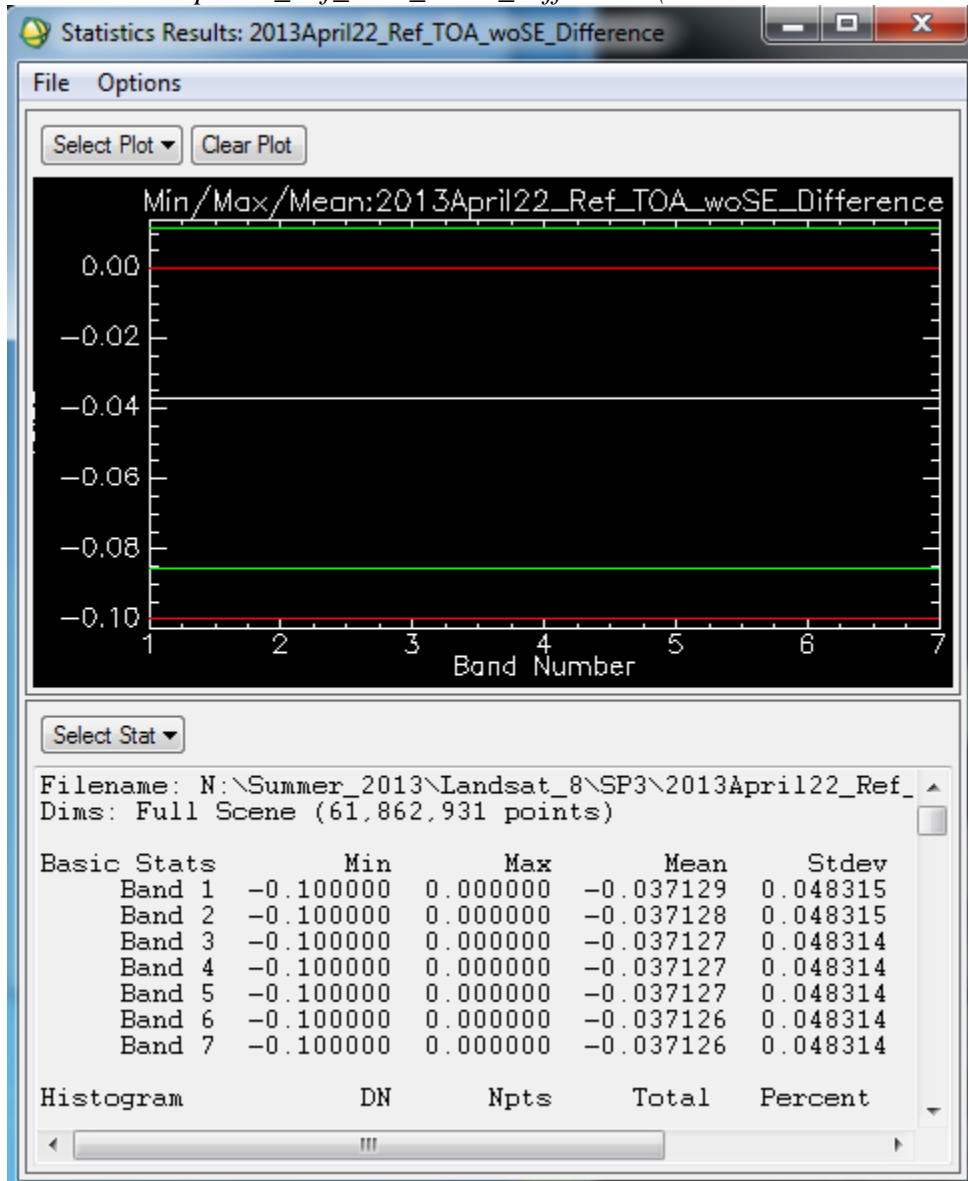 Statistics Results: 2013April22_Ref_TOA_woSE_Difference
File Options
Select Plot Clear Plot
Min/Max/Mean:2013April22_Ref_TOA_woSE_Difference
0.00
-0.02
-0.04
-0.06
-0.08
-0.10
1 2 3 4 5 6 7
Band Number
Select Stat
Filename: N:\Summer_2013\Landsat_8\SP3\2013April22_Ref_
Dims: Full Scene (61,862,931 points)
Basic Stats Min Max Mean Stdev
Band 1 -0.100000 0.000000 -0.037129 0.048315
Band 2 -0.100000 0.000000 -0.037128 0.048315
Band 3 -0.100000 0.000000 -0.037127 0.048314
Band 4 -0.100000 0.000000 -0.037127 0.048314
Band 5 -0.100000 0.000000 -0.037127 0.048314
Band 6 -0.100000 0.000000 -0.037126 0.048314
Band 7 -0.100000 0.000000 -0.037126 0.048314
Histogram DN Npts Total Percent